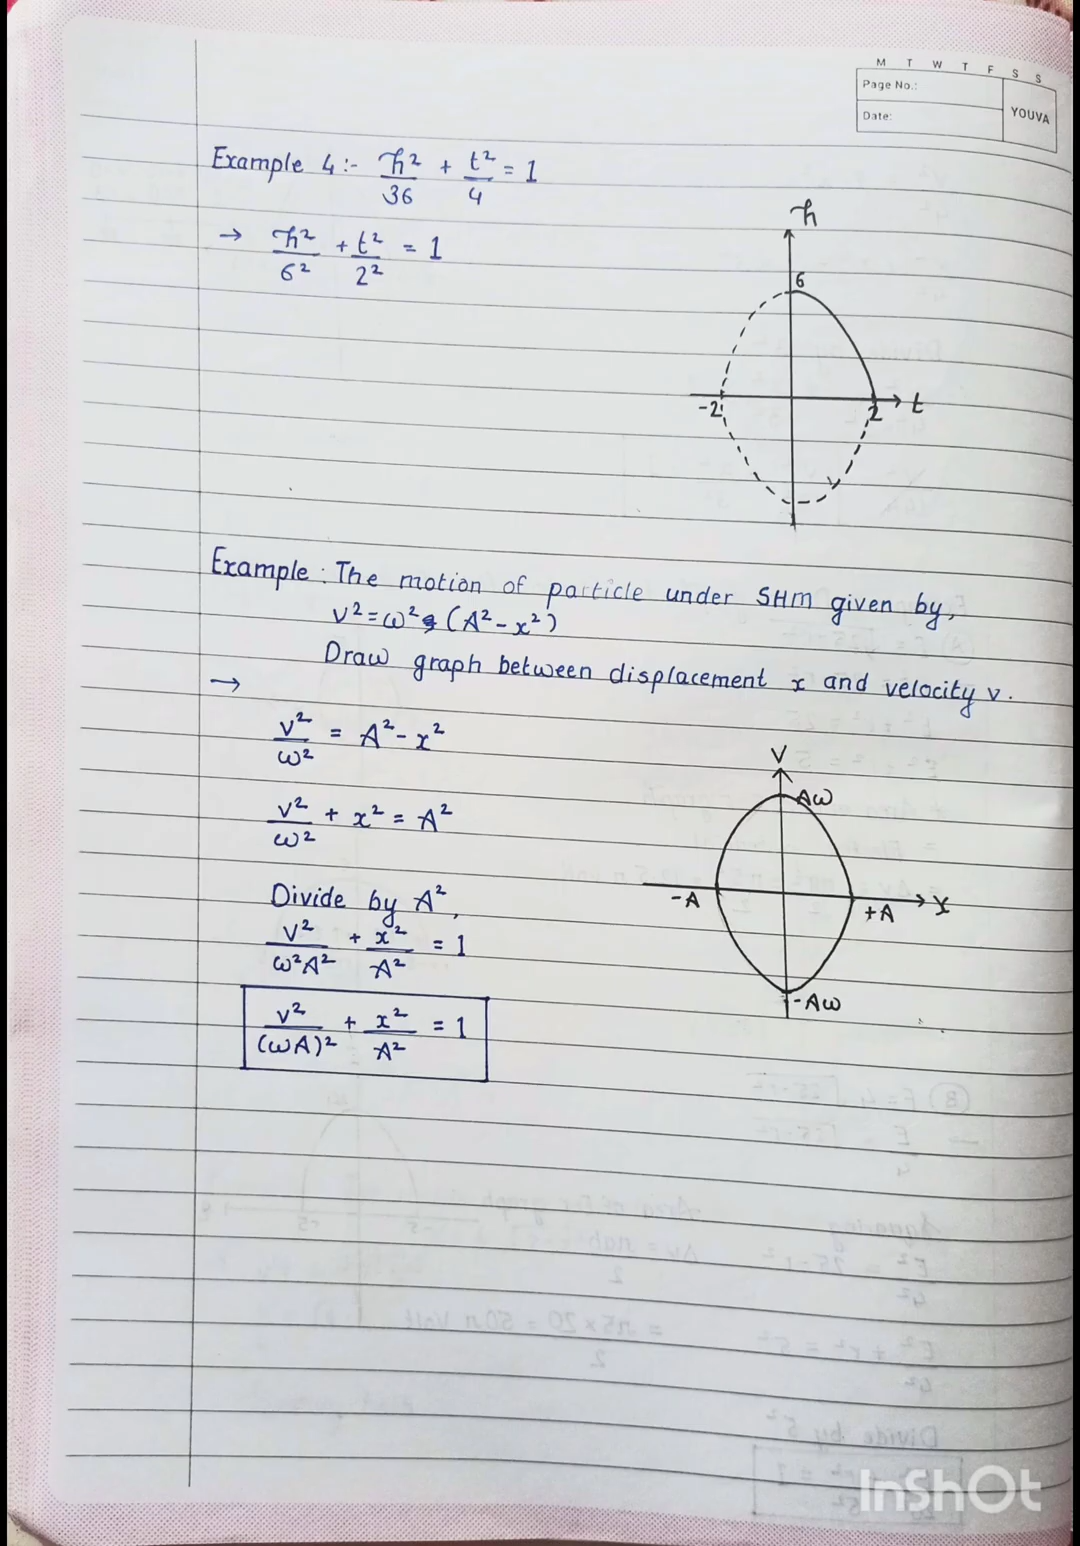 M T W T F S S
Page No.:
Date:
YOUVA
Example 4 :- ℏ²/36 + t²/4 = 1
→ ℏ²/6² + t²/2² = 1
ℏ
6
-2
2
t
Example : The motion of particle under SHM given by,
V² = ω² (A² - x²)
Draw graph between displacement x and velocity v.
→
V²/ω² = A² - x²
V²/ω² + x² = A²
Divide by A²,
V²/ω²A² + x²/A² = 1
V²/(ωA)² + x²/A² = 1
V
Aω
-A
+A
X
-Aω
InShOt